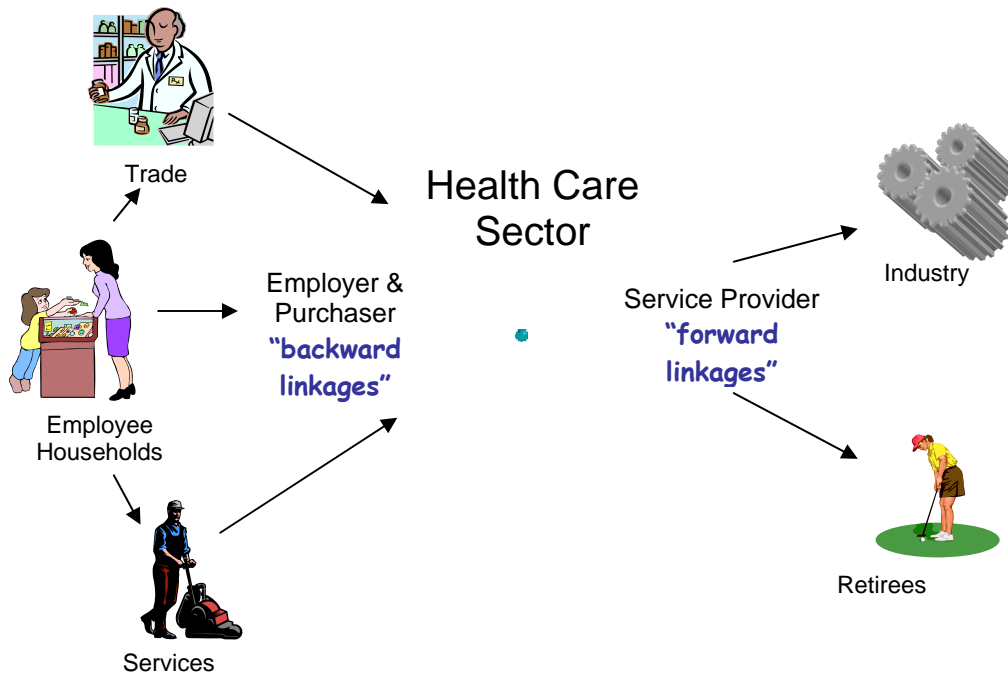 Trade
Health Care
Sector
Employee
Households
Employer &
Purchaser
“backward
linkages”
Services
Service Provider
“forward
linkages”
Industry
Retirees